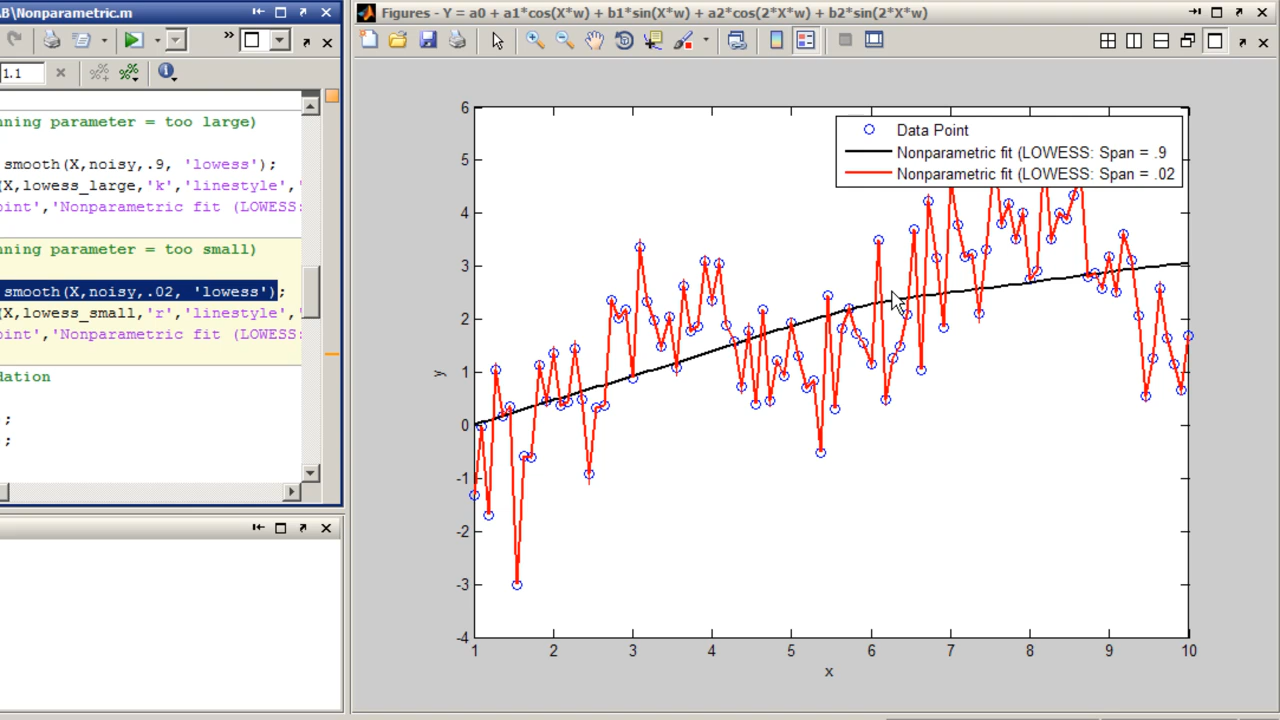 B\Nonparametric.m
»
1.1
nning parameter = too large)
smooth(X,noisy,.9, 'lowess');
(X,lowess_large,'k','linestyle','
oint','Nonparametric fit (LOWESS:
nning parameter = too small)
smooth(X,noisy,.02, 'lowess');
(X,lowess_small,'r','linestyle','
oint','Nonparametric fit (LOWESS:
dation
;
;
Figures - Y = a0 + a1*cos(X*w) + b1*sin(X*w) + a2*cos(2*X*w) + b2*sin(2*X*w)
Data Point
Nonparametric fit (LOWESS: Span = .9
Nonparametric fit (LOWESS: Span = .02
6
5
4
3
2
1
0
-1
-2
-3
-4
y
1 2 3 4 5 6 7 8 9 10
x